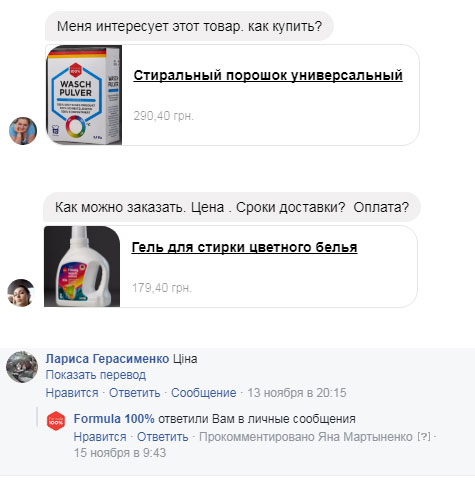 Меня интересует этот товар. как купить?
WASCH
PULVER
Стиральный порошок универсальный
290,40 грн.
Как можно заказать. Цена . Сроки доставки? Оплата?
Гель для стирки цветного белья
179,40 грн.
Лариса Герасименко Ціна
Показать перевод
Нравится · Ответить · Сообщение · 13 ноября в 20:15
Formula 100% ответили Вам в личные сообщения
Нравится · Ответить · Прокомментировано Яна Мартыненко [?] ·
15 ноября в 9:43